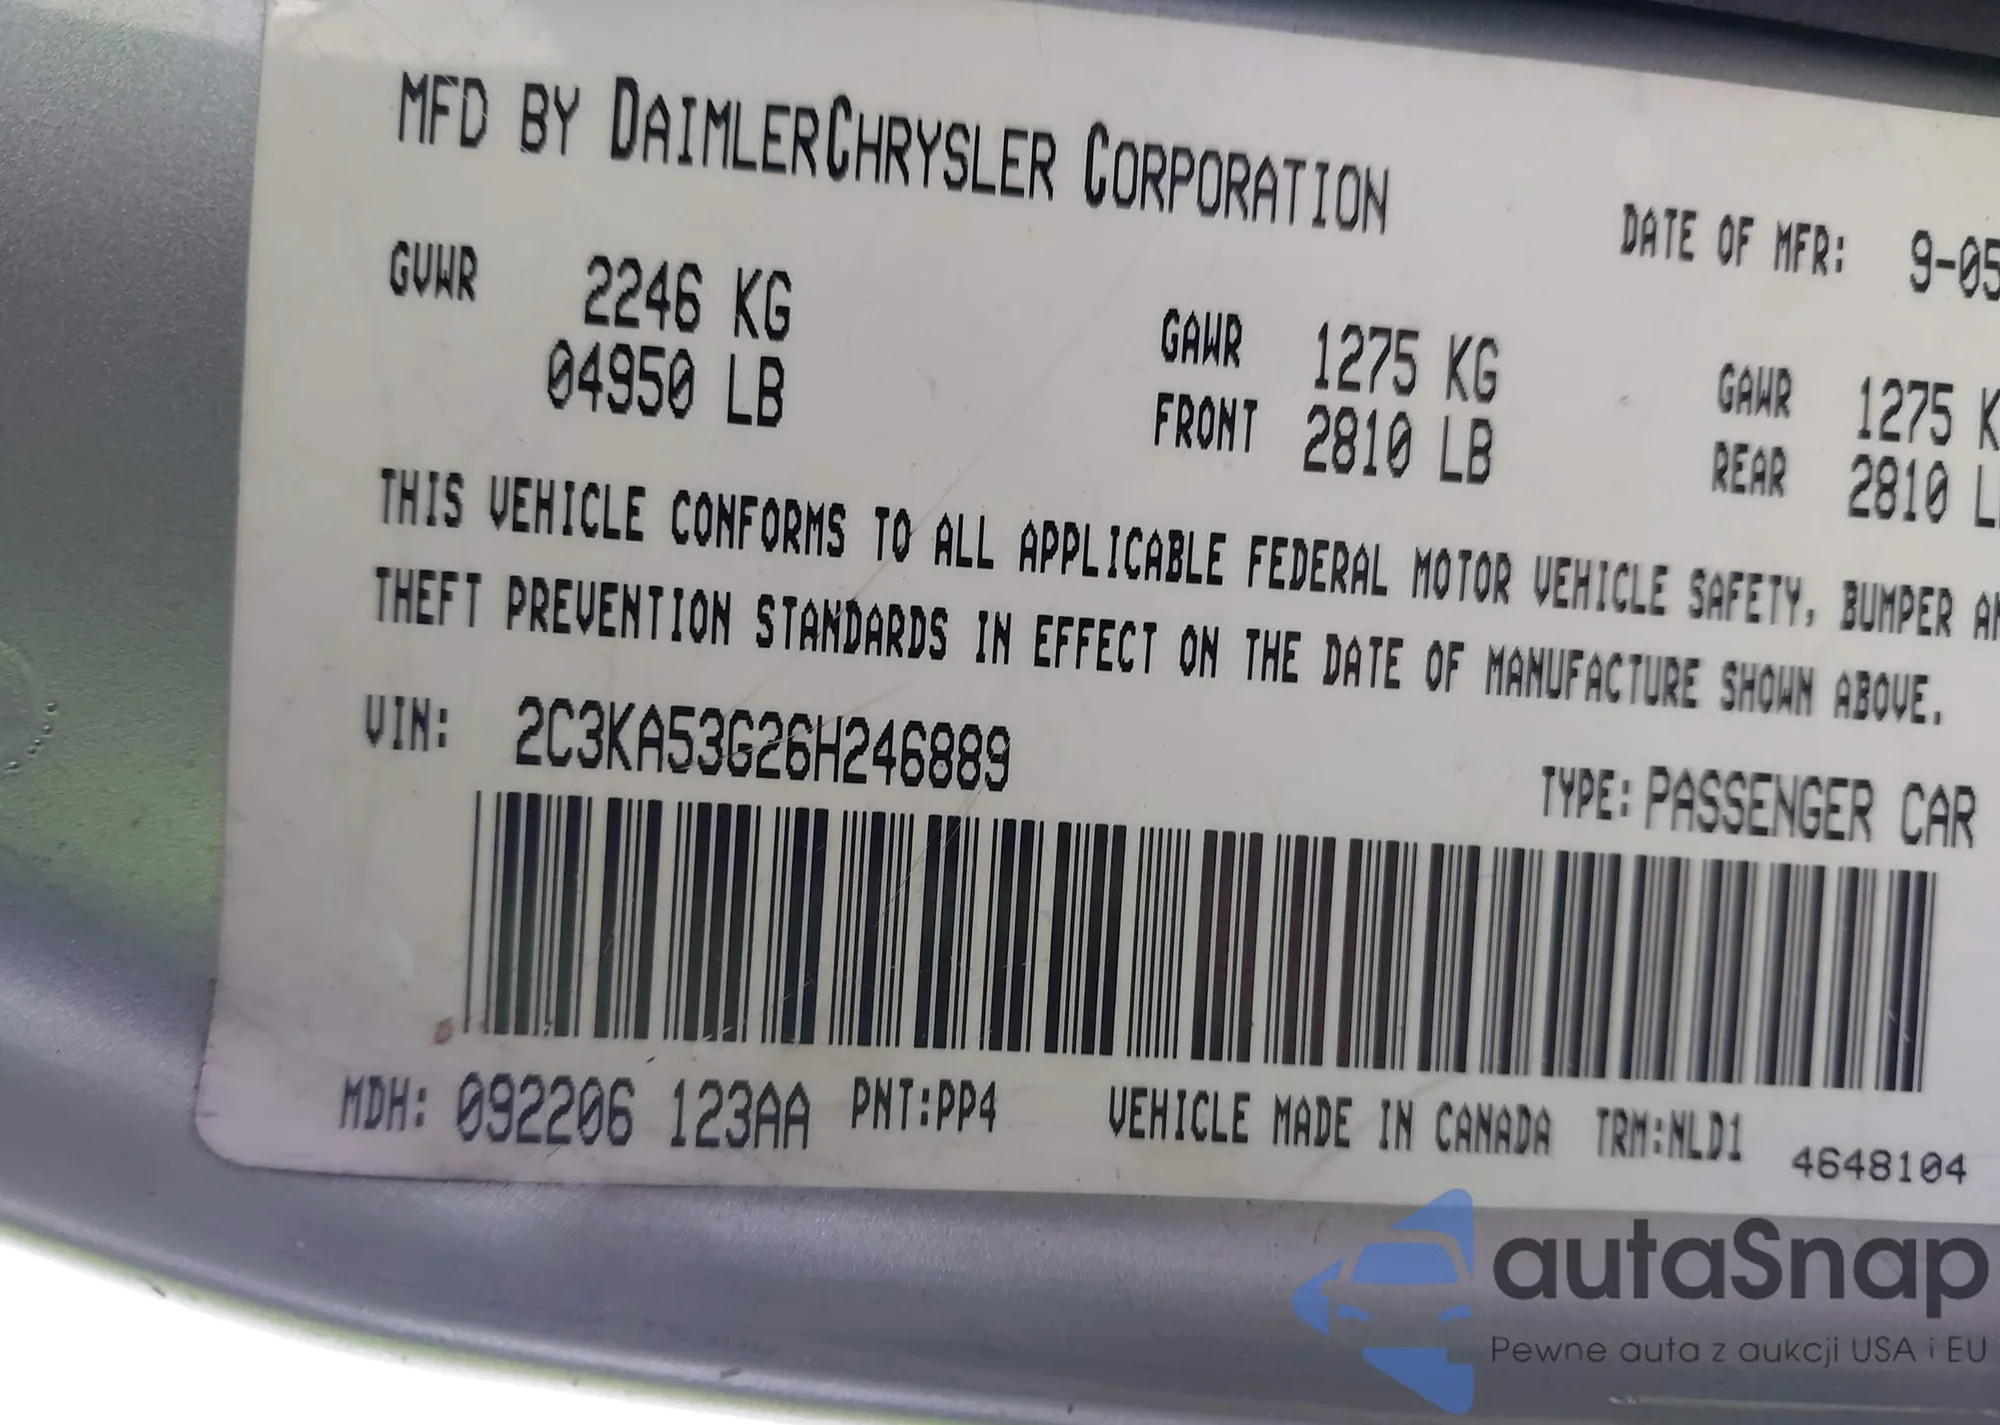 MFD BY DAIMLERCHRYSLER CORPORATION
DATE OF MFR: 9-05
GVWR 2246 KG
04950 LB
GAWR 1275 KG
FRONT 2810 LB
GAWR 1275 K
REAR 2810 L
THIS VEHICLE CONFORMS TO ALL APPLICABLE FEDERAL MOTOR VEHICLE SAFETY, BUMPER AN
THEFT PREVENTION STANDARDS IN EFFECT ON THE DATE OF MANUFACTURE SHOWN ABOVE.
VIN: 2C3KA53G26H246889
TYPE: PASSENGER CAR
MDH: 092206 123AA PNT:PP4 VEHICLE MADE IN CANADA TRM:NLD1 4648104
autaSnap
Pewne auta z aukcji USA i EU